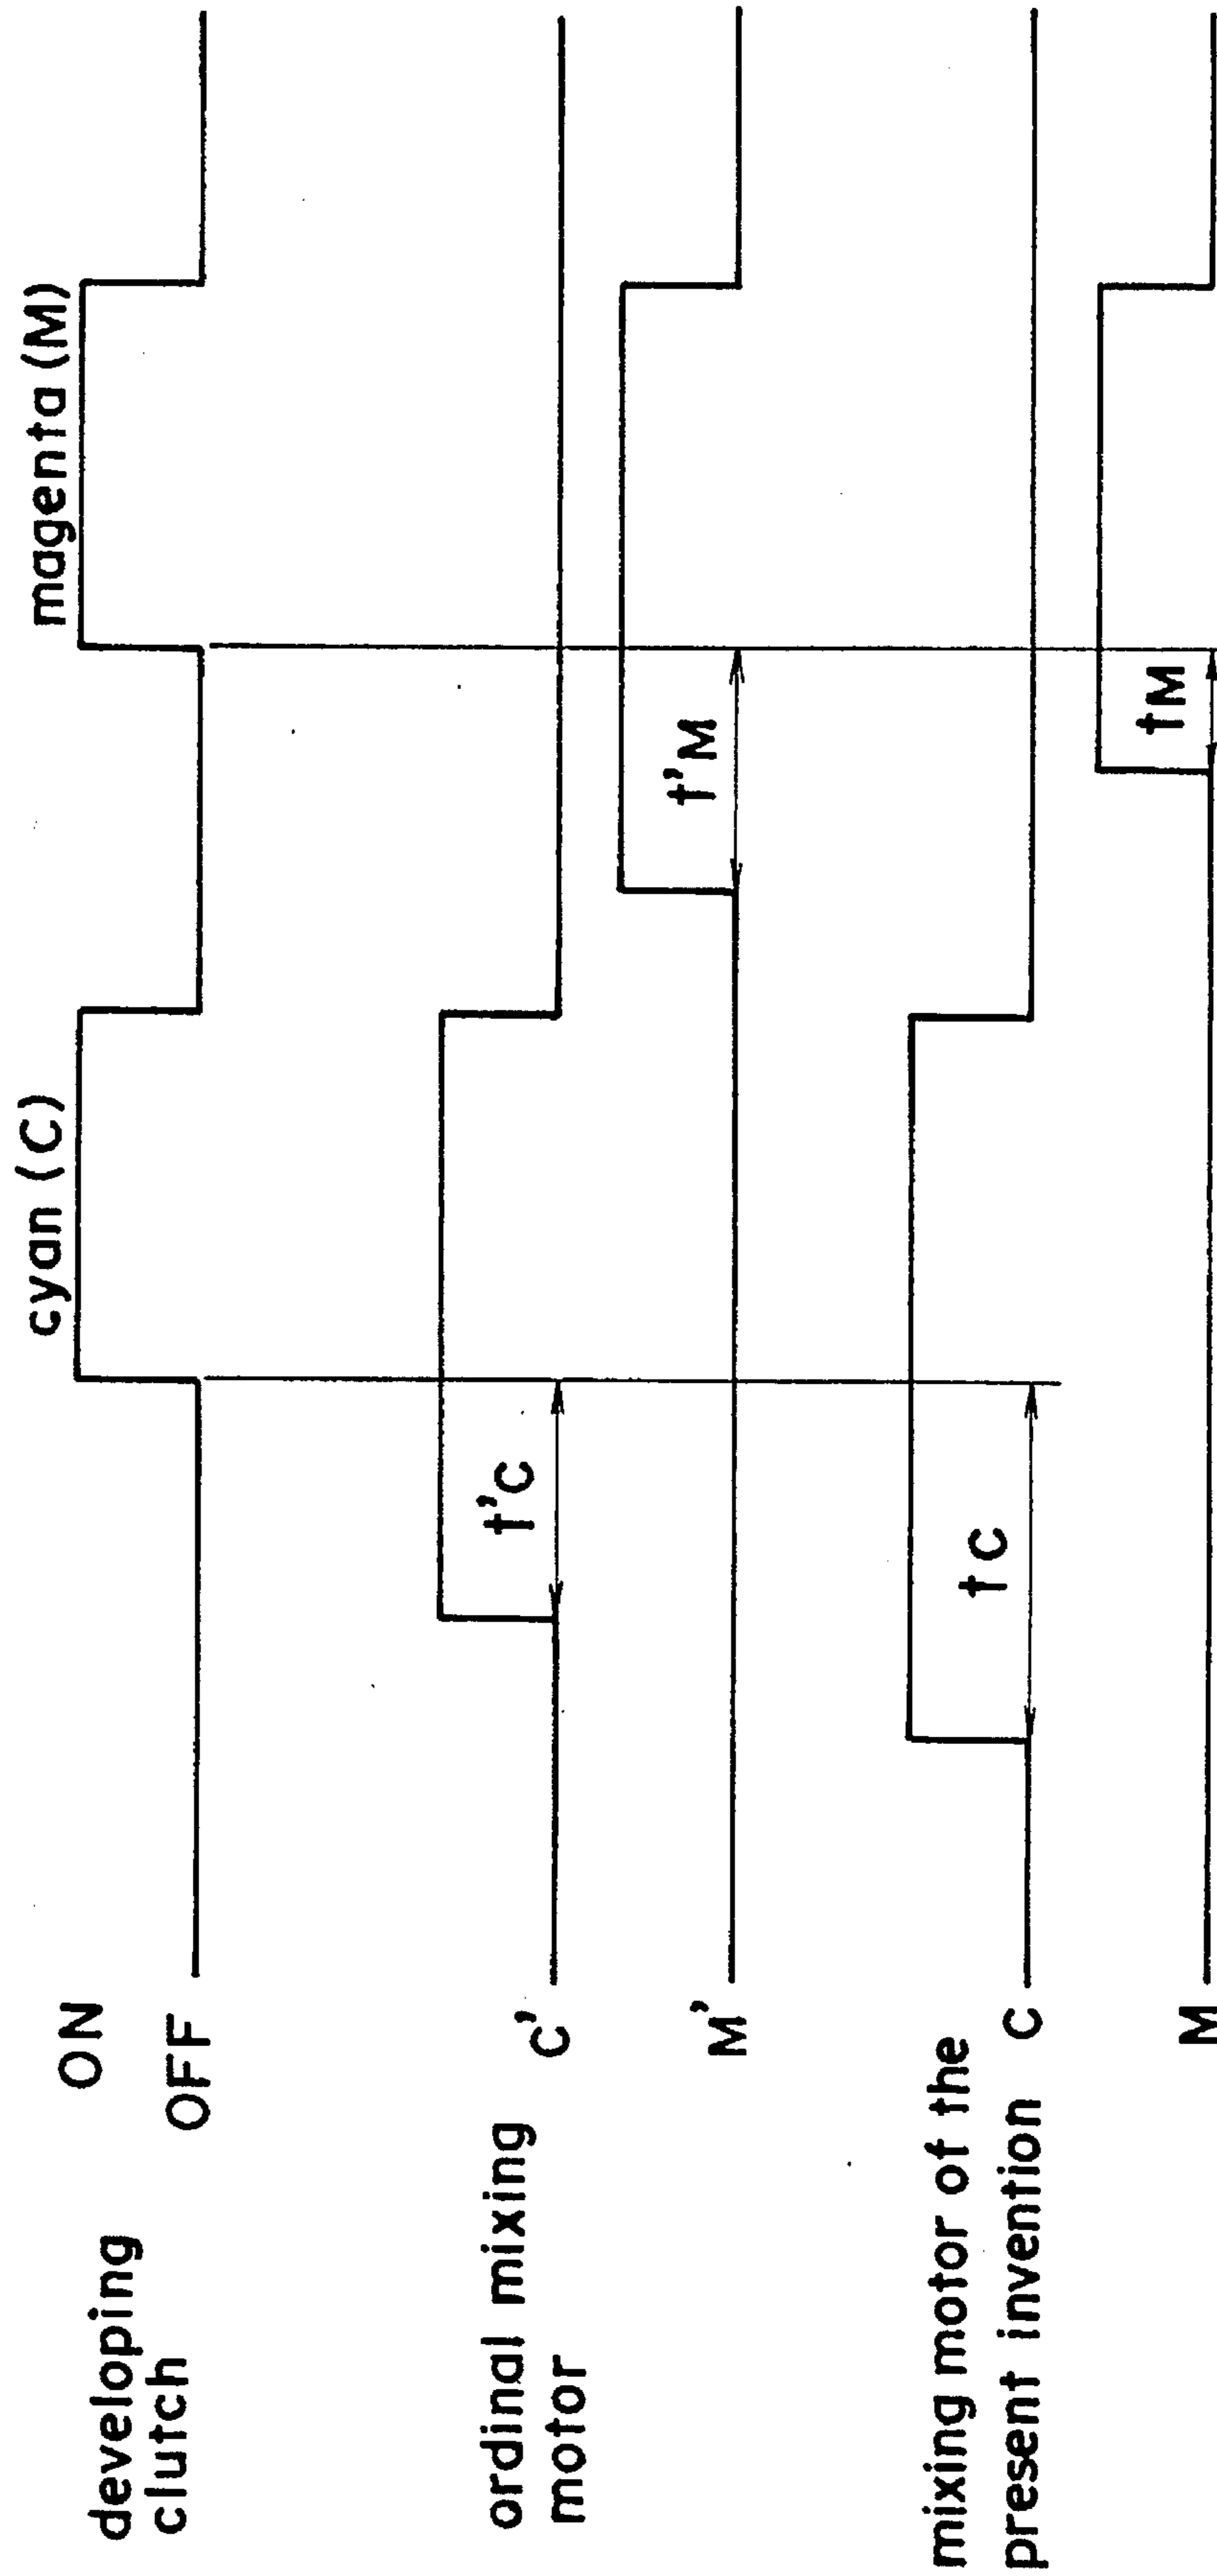 cyan (C)
magenta (M)
developing
clutch
ON
OFF
ordinal mixing
motor
C'
M'
t'C
t'M
mixing motor of the
present invention
C
M
tC
tM